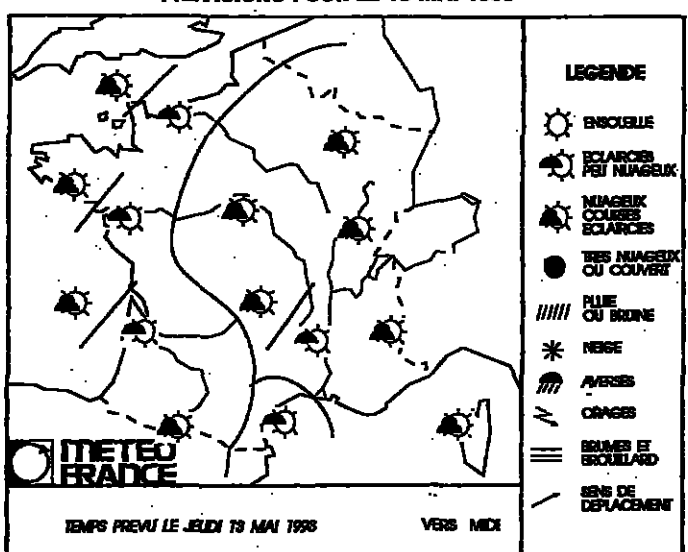 LEGENDE
ENSOLEILLE
ECLAIRCIES
PEU NUAGEUX
NUAGEUX
COURTES
ECLAIRCIES
TRES NUAGEUX
OU COUVERT
PLUIE
OU BRUINE
NEIGE
AVERSES
ORAGES
BRUMES ET
BROUILLARD
SENS DE
DEPLACEMENT
METEO
FRANCE
TEMPS PREVU LE JEUDI 13 MAI 1993 VERS MIDI